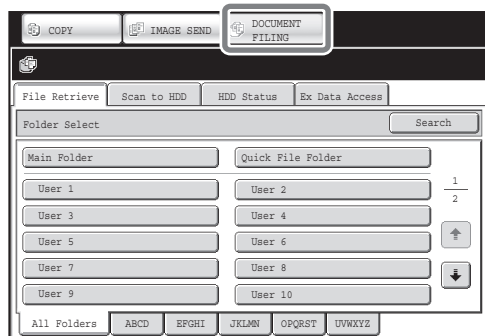 COPY
IMAGE SEND
DOCUMENT
FILING
File Retrieve
Scan to HDD
HDD Status
Ex Data Access
Folder Select
Search
Main Folder
Quick File Folder
User 1
User 2
1
2
User 3
User 4
User 5
User 6
User 7
User 8
User 9
User 10
All Folders
ABCD
EFGHI
JKLMN
OPQRST
UVWXYZ